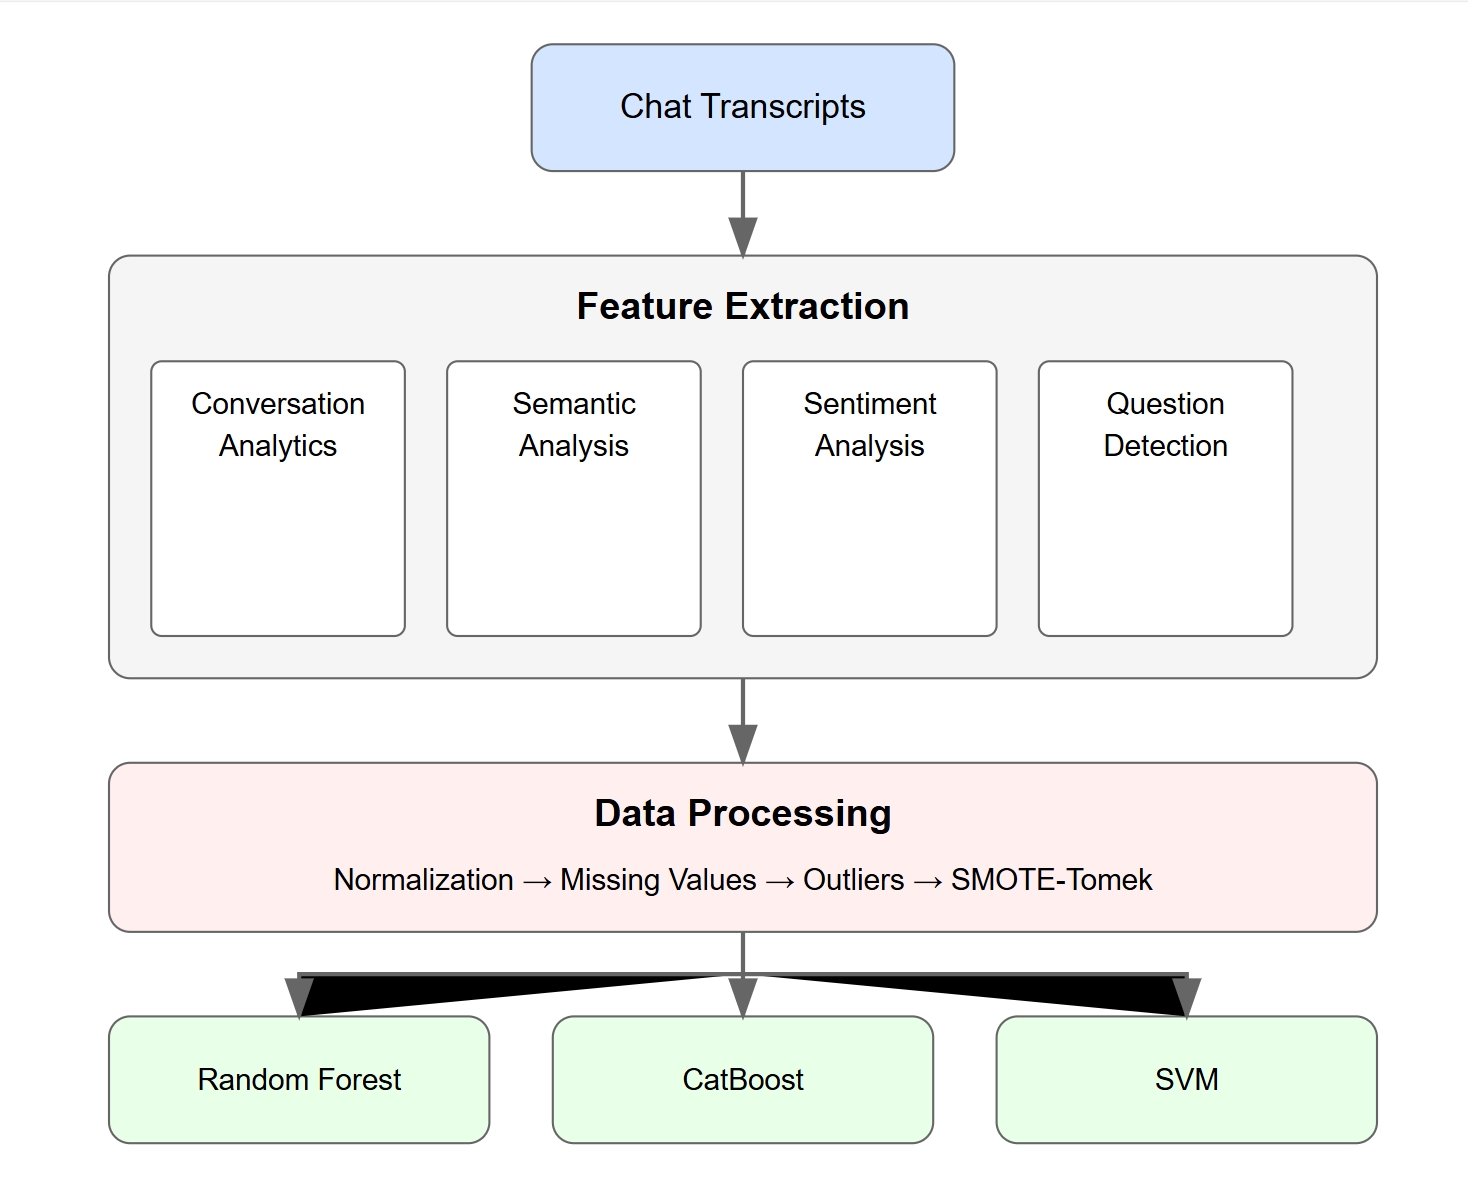 Chat Transcripts
Feature Extraction
Conversation
Analytics
Semantic
Analysis
Sentiment
Analysis
Question
Detection
Data Processing
Normalization → Missing Values → Outliers → SMOTE-Tomek
Random Forest
CatBoost
SVM